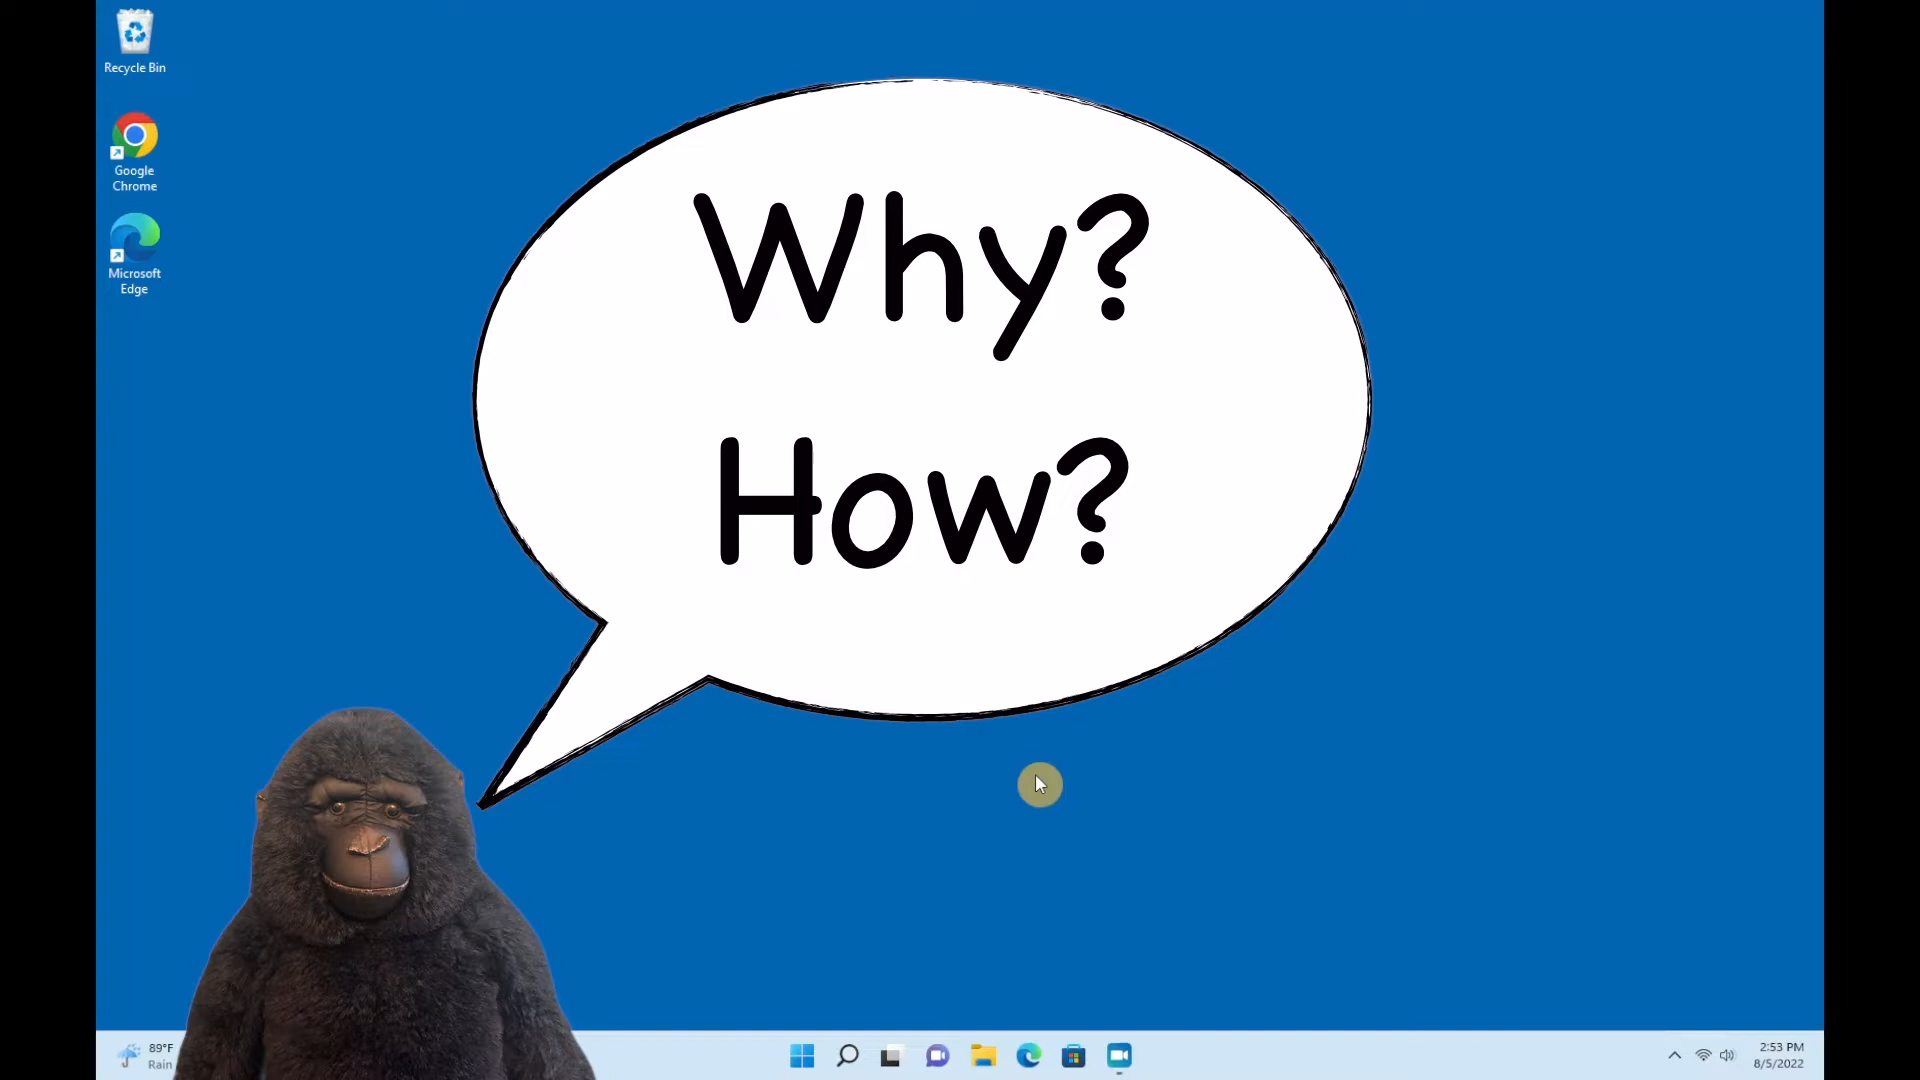 Recycle Bin
Google
Chrome
Microsoft
Edge
Why?
How?
89°F
Rain
2:53 PM
8/5/2022